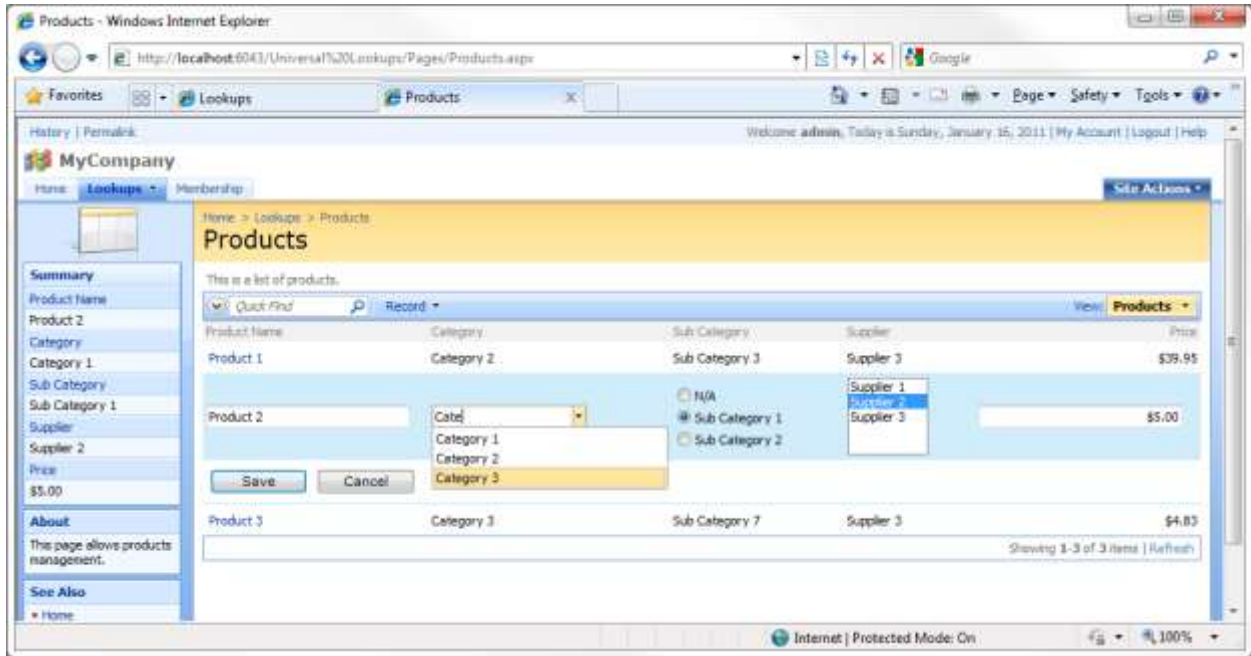 Products - Windows Internet Explorer
http://localhost:6043/Universal%20Lookups/Pages/Products.aspx
Google
Favorites
Lookups
Products
Page
Safety
Tools
History | Permalink
Welcome admin, Today is Sunday, January 16, 2011 | My Account | Logout | Help
MyCompany
Home Lookups Membership
Site Actions
Home > Lookups > Products
Products
Summary
Product Name
Product 2
Category
Category 1
Sub Category
Sub Category 1
Supplier
Supplier 2
Price
$5.00
About
This page allows products
management.
See Also
Home
This is a list of products.
Quick Find
Record
View: Products
Product Name Category Sub Category Supplier Price
Product 1 Category 2 Sub Category 3 Supplier 3 $39.95
Product 2
Cate
Category 1
Category 2
Category 3
N/A
Sub Category 1
Sub Category 2
Supplier 1
Supplier 2
Supplier 3
$5.00
Save Cancel
Product 3 Category 3 Sub Category 7 Supplier 3 $4.83
Showing 1-3 of 3 items | Refresh
Internet | Protected Mode: On
100%